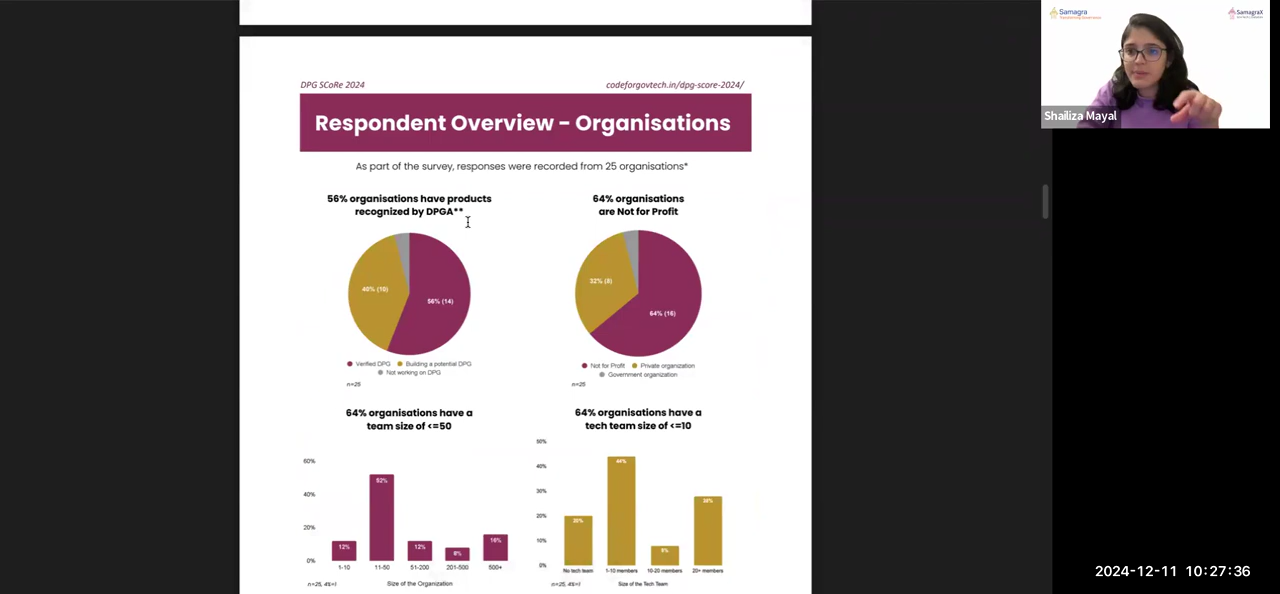 DPG SCoRe 2024
codeforgovtech.in/dpg-score-2024/
Respondent Overview – Organisations
As part of the survey, responses were recorded from 25 organisations*
56% organisations have products
recognized by DPGA**
40% (10)
56% (14)
Verified DPG
Building a potential DPG
Not working on DPG
n=25
64% organisations
are Not for Profit
32% (8)
64% (16)
Not for Profit
Private organization
Government organization
n=25
64% organisations have a
team size of <=50
60%
40%
20%
0%
12%
52%
12%
8%
16%
1-10
11-50
51-200
201-500
500+
Size of the Organization
64% organisations have a
tech team size of <=10
50%
40%
30%
20%
10%
0%
20%
44%
8%
28%
No tech team
1-10 members
10-20 members
20+ members
Size of the Tech Team
Samagra
SamagraX
Shailiza Mayal
2024-12-11 10:27:36